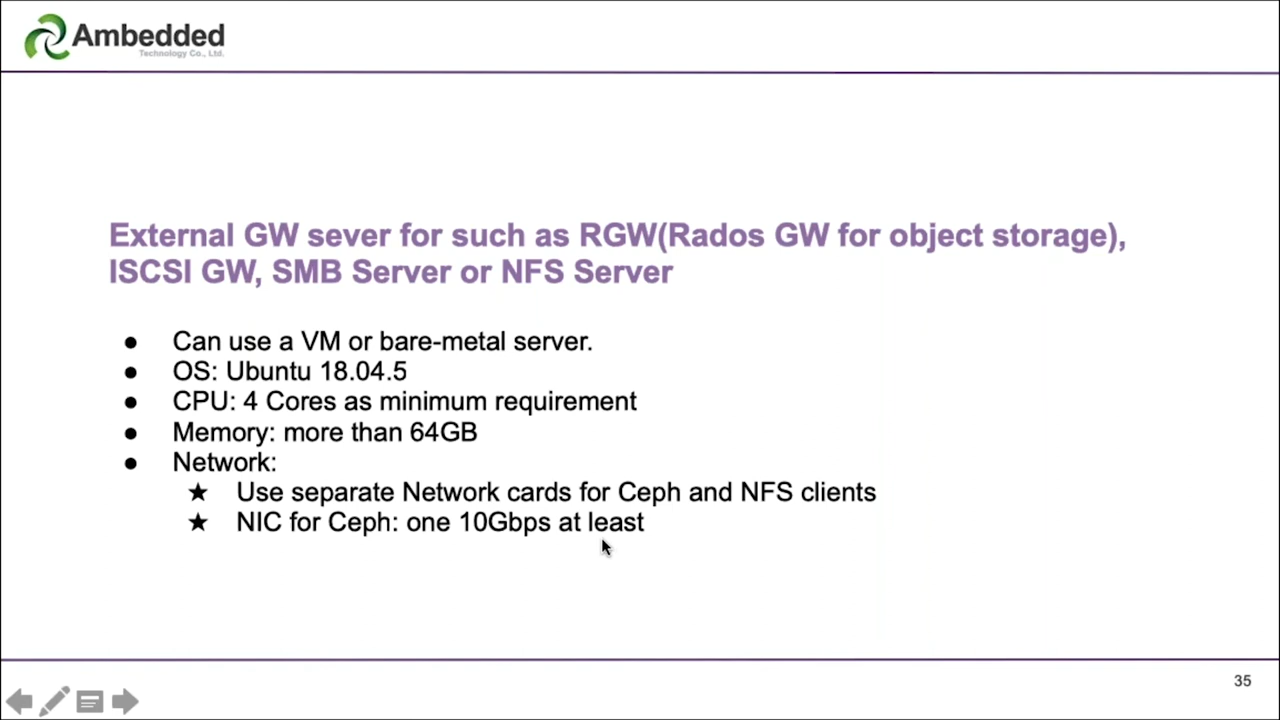 Ambedded
Technology Co., Ltd.
External GW sever for such as RGW(Rados GW for object storage),
ISCSI GW, SMB Server or NFS Server
● Can use a VM or bare-metal server.
● OS: Ubuntu 18.04.5
● CPU: 4 Cores as minimum requirement
● Memory: more than 64GB
● Network:
★ Use separate Network cards for Ceph and NFS clients
★ NIC for Ceph: one 10Gbps at least
35